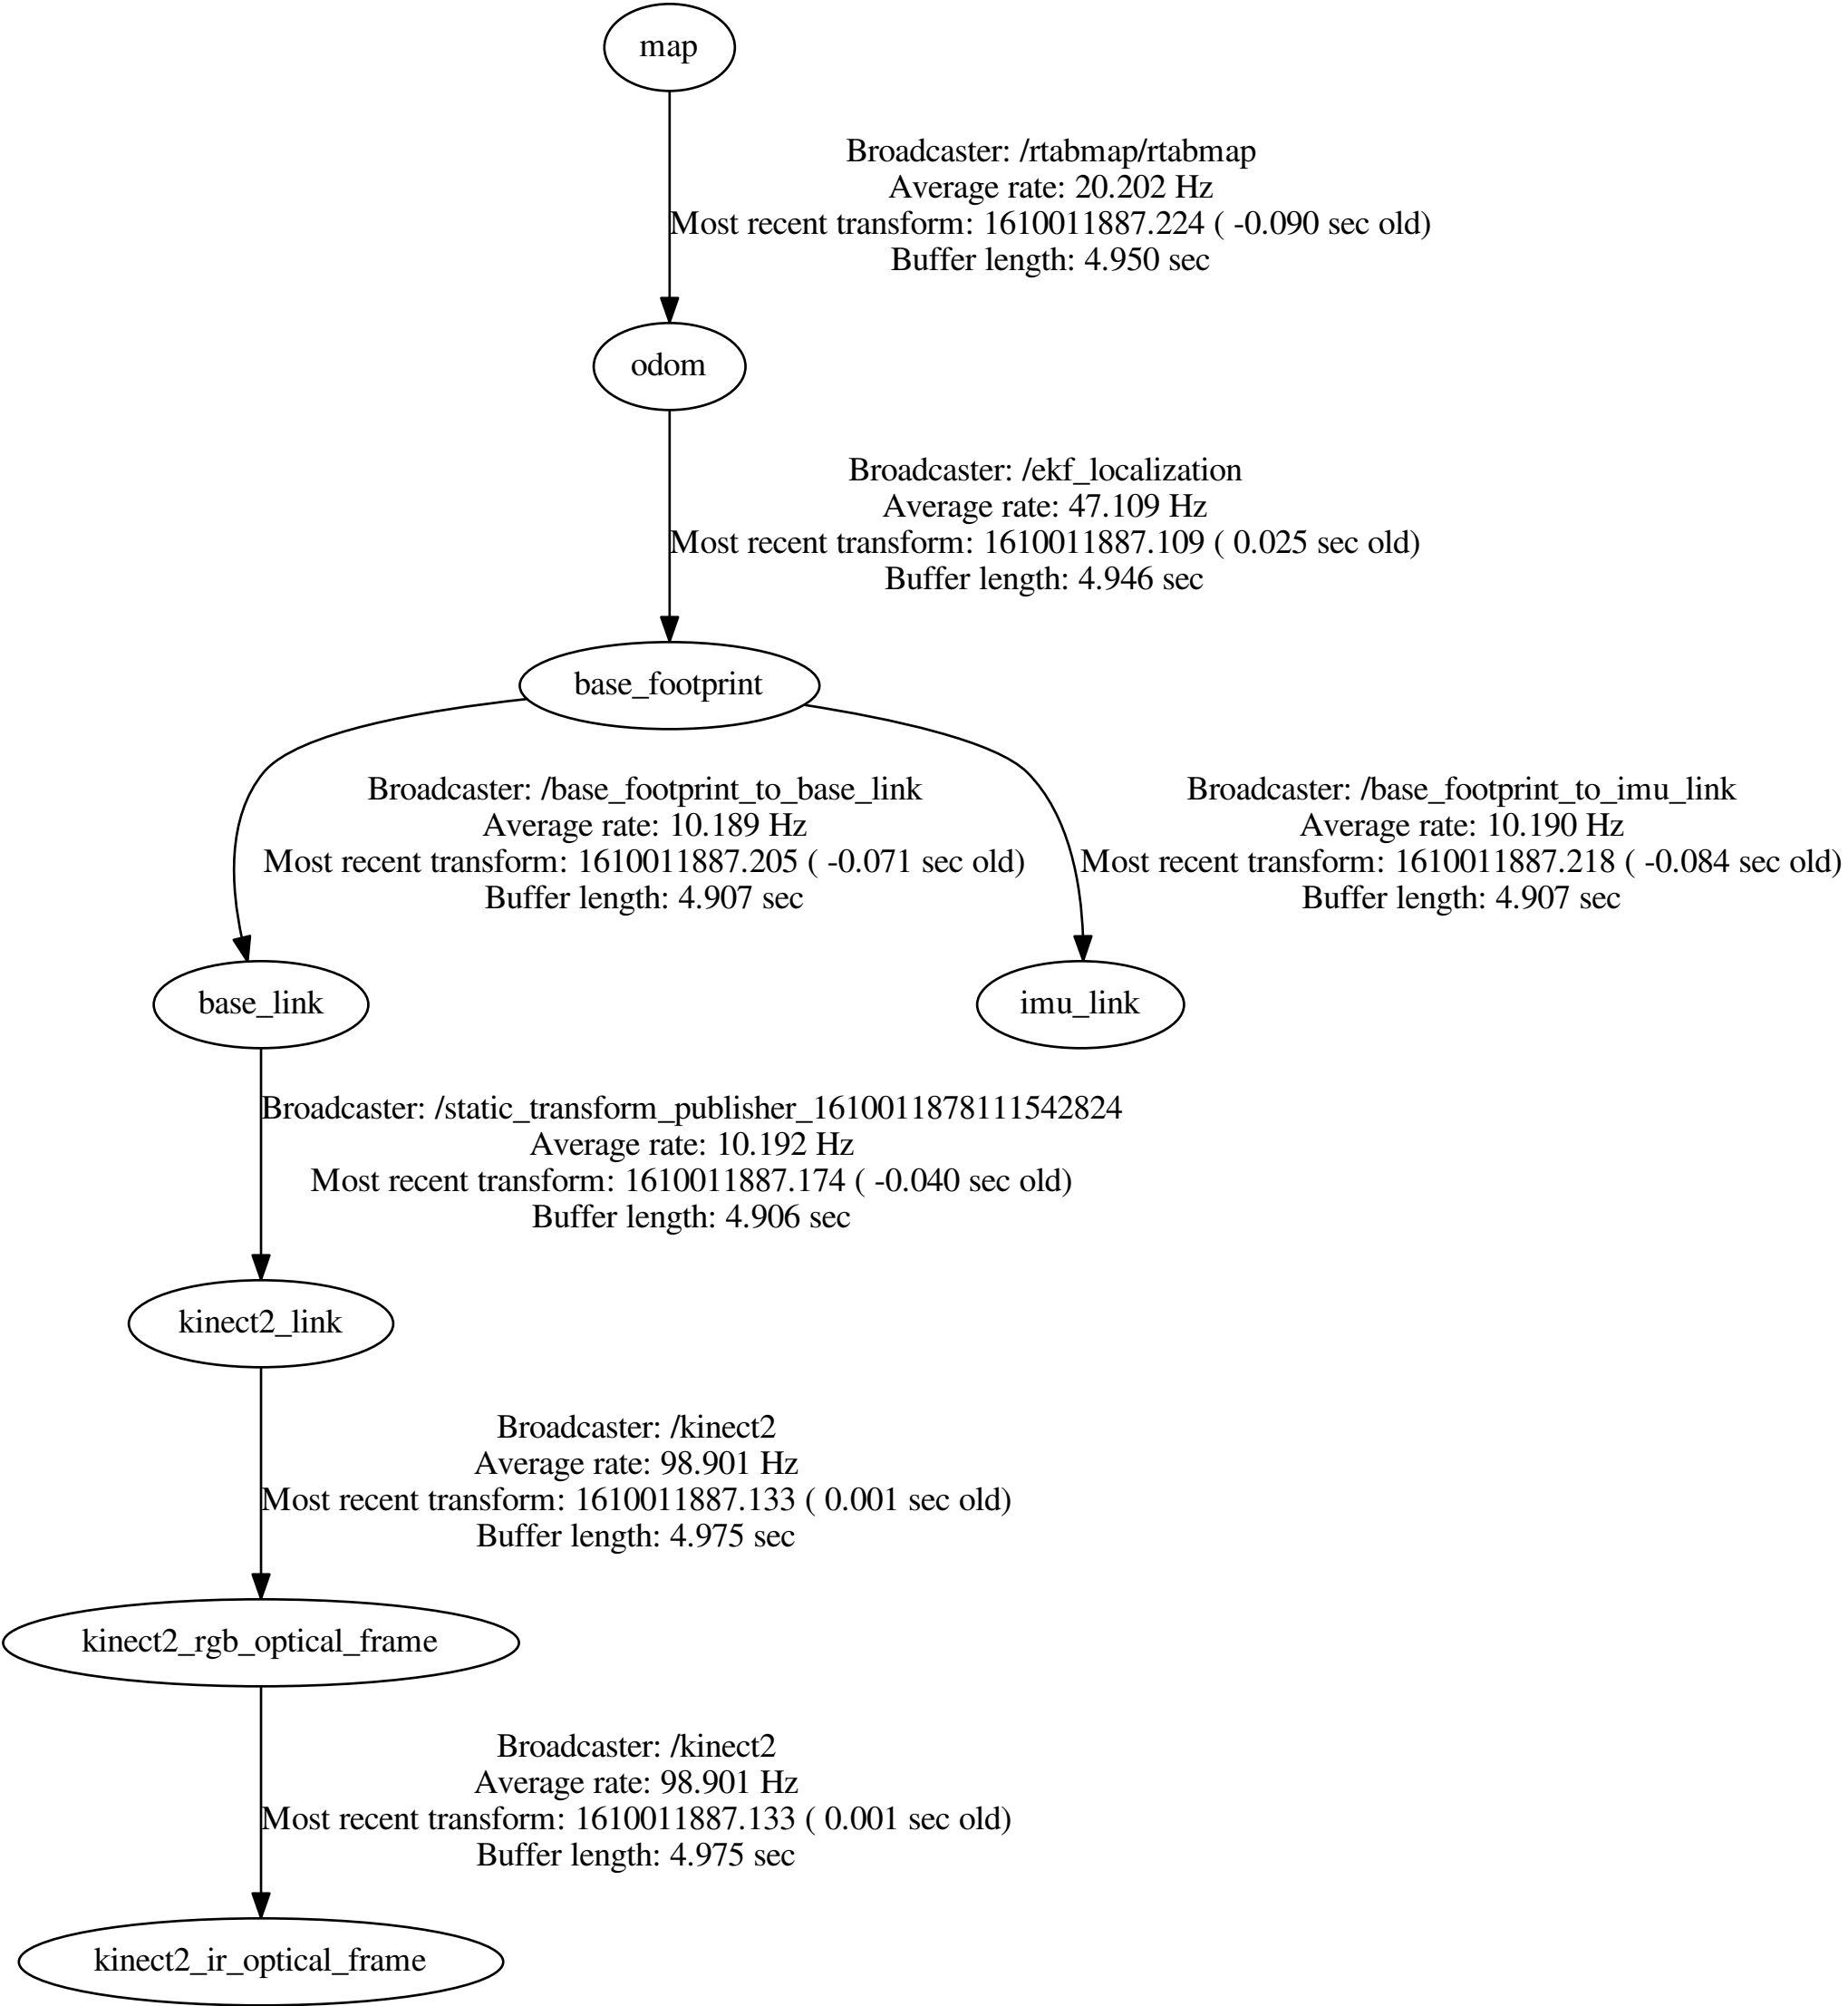 map
Broadcaster: /rtabmap/rtabmap
Average rate: 20.202 Hz
Most recent transform: 1610011887.224 ( -0.090 sec old)
Buffer length: 4.950 sec
odom
Broadcaster: /ekf_localization
Average rate: 47.109 Hz
Most recent transform: 1610011887.109 ( 0.025 sec old)
Buffer length: 4.946 sec
base_footprint
Broadcaster: /base_footprint_to_base_link
Average rate: 10.189 Hz
Most recent transform: 1610011887.205 ( -0.071 sec old)
Buffer length: 4.907 sec
Broadcaster: /base_footprint_to_imu_link
Average rate: 10.190 Hz
Most recent transform: 1610011887.218 ( -0.084 sec old)
Buffer length: 4.907 sec
base_link
imu_link
Broadcaster: /static_transform_publisher_1610011878111542824
Average rate: 10.192 Hz
Most recent transform: 1610011887.174 ( -0.040 sec old)
Buffer length: 4.906 sec
kinect2_link
Broadcaster: /kinect2
Average rate: 98.901 Hz
Most recent transform: 1610011887.133 ( 0.001 sec old)
Buffer length: 4.975 sec
kinect2_rgb_optical_frame
Broadcaster: /kinect2
Average rate: 98.901 Hz
Most recent transform: 1610011887.133 ( 0.001 sec old)
Buffer length: 4.975 sec
kinect2_ir_optical_frame